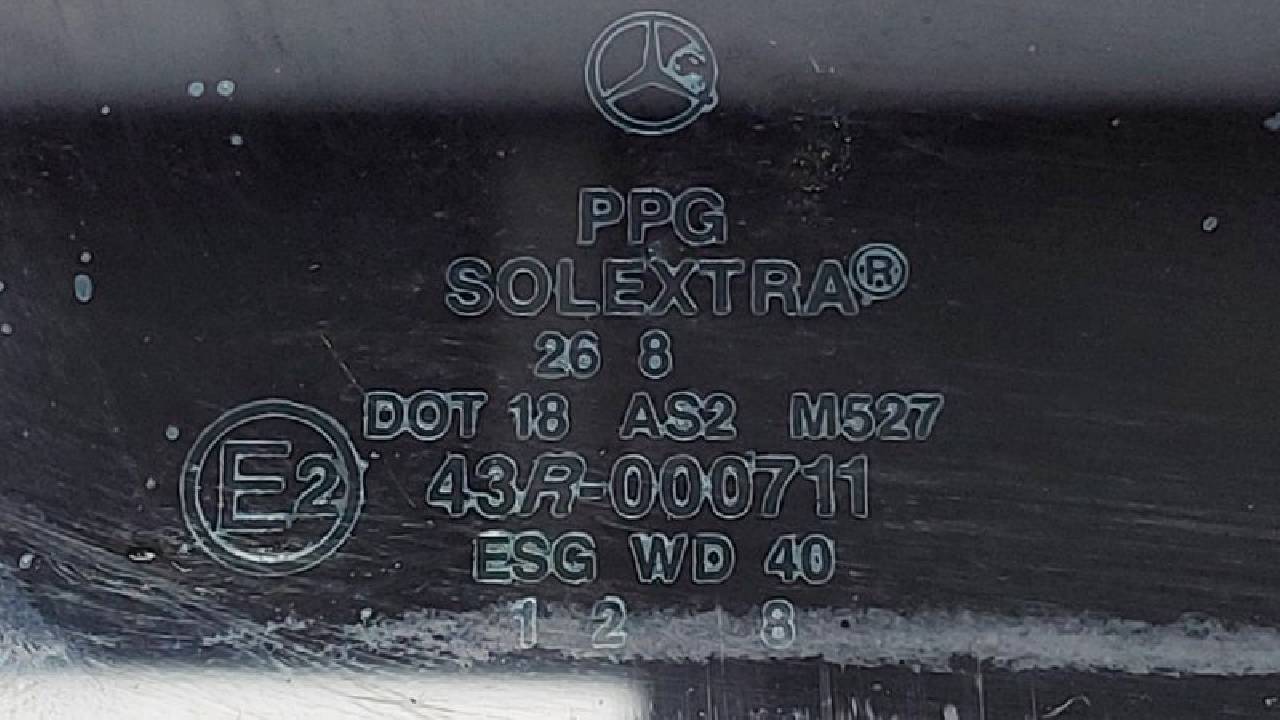 PPG
SOLEXTRA®
26 8
DOT 18 AS2 M527
E2 43R-000711
ESG WD 40
1 2 8